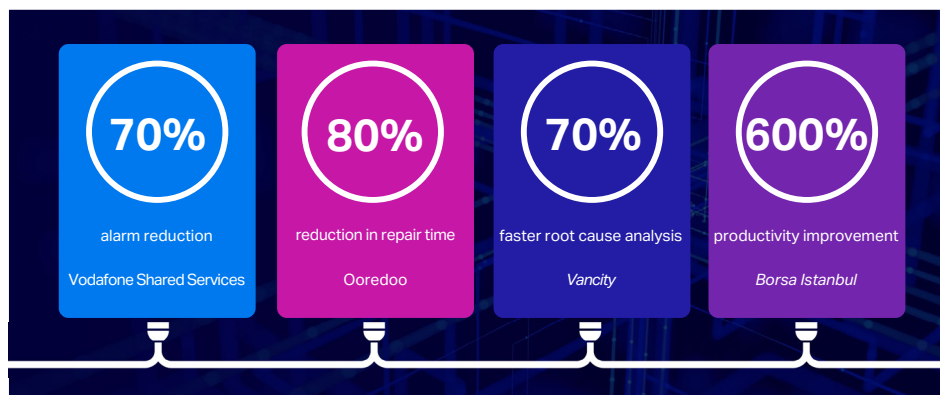 70%
alarm reduction
Vodafone Shared Services
80%
reduction in repair time
Ooredoo
70%
faster root cause analysis
Vancity
600%
productivity improvement
Borsa Istanbul